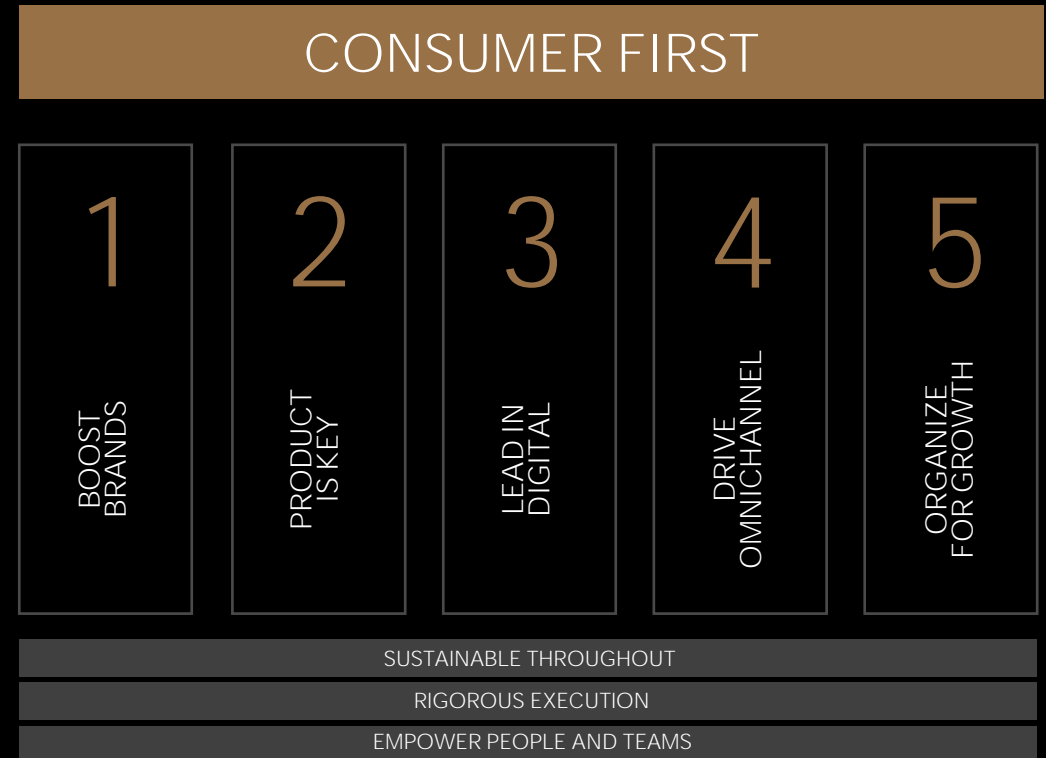 CONSUMER FIRST
1
BOOST
BRANDS
2
PRODUCT
IS KEY
3
LEAD IN
DIGITAL
4
DRIVE
OMNICHANNEL
5
ORGANIZE
FOR GROWTH
SUSTAINABLE THROUGHOUT
RIGOROUS EXECUTION
EMPOWER PEOPLE AND TEAMS